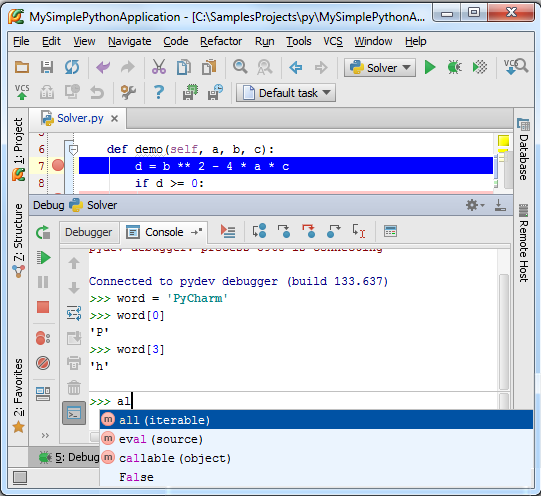 MySimplePythonApplication - [C:\SamplesProjects\py\MySimplePythonA...
File Edit View Navigate Code Refactor Run Tools VCS Window Help
Solver
VCS
VCS
Default task
Solver.py
1: Project
Z: Structure
2: Favorites
Database
Remote Host
6 def demo(self, a, b, c):
7 d = b ** 2 - 4 * a * c
8 if d >= 0:
Debug Solver
Debugger Console
Connected to pydev debugger (build 133.637)
>>> word = 'PyCharm'
>>> word[0]
'P'
>>> word[3]
'h'
>>> al
m all(iterable)
m eval(source)
m callable(object)
False
5: Debug